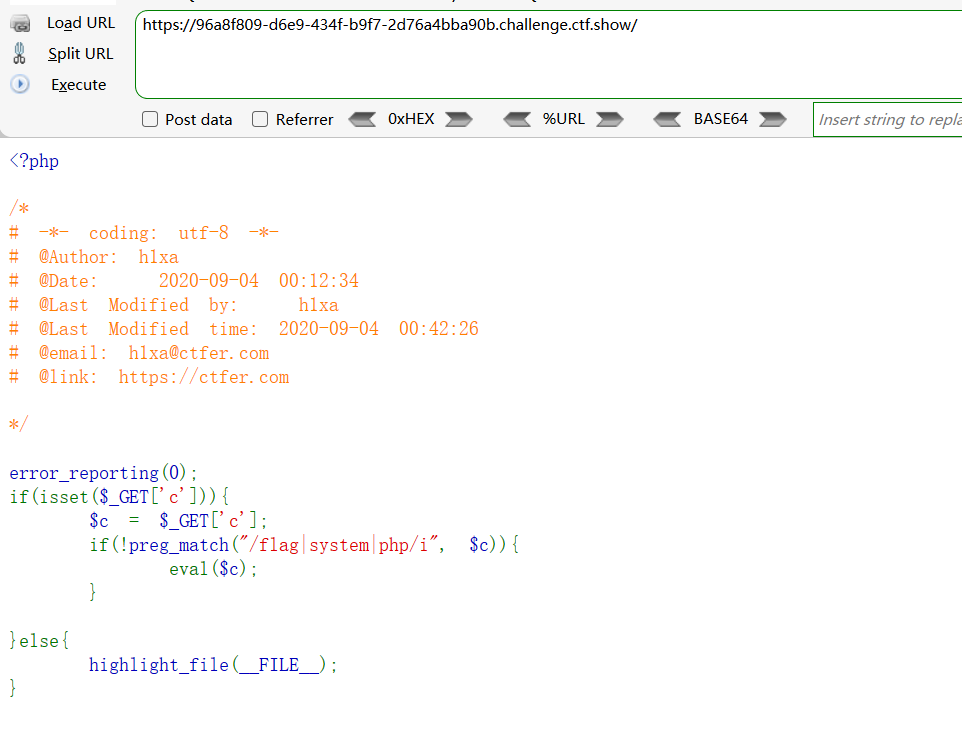 Load URL
https://96a8f809-d6e9-434f-b9f7-2d76a4bba90b.challenge.ctf.show/
Split URL
Execute
Post data Referrer 0xHEX %URL BASE64 Insert string to repla
<?php
/*
# -*- coding: utf-8 -*-
# @Author: h1xa
# @Date: 2020-09-04 00:12:34
# @Last Modified by: h1xa
# @Last Modified time: 2020-09-04 00:42:26
# @email: h1xa@ctfer.com
# @link: https://ctfer.com
*/
error_reporting(0);
if(isset($_GET['c'])){
$c = $_GET['c'];
if(!preg_match("/flag|system|php/i", $c)){
eval($c);
}
}else{
highlight_file(__FILE__);
}